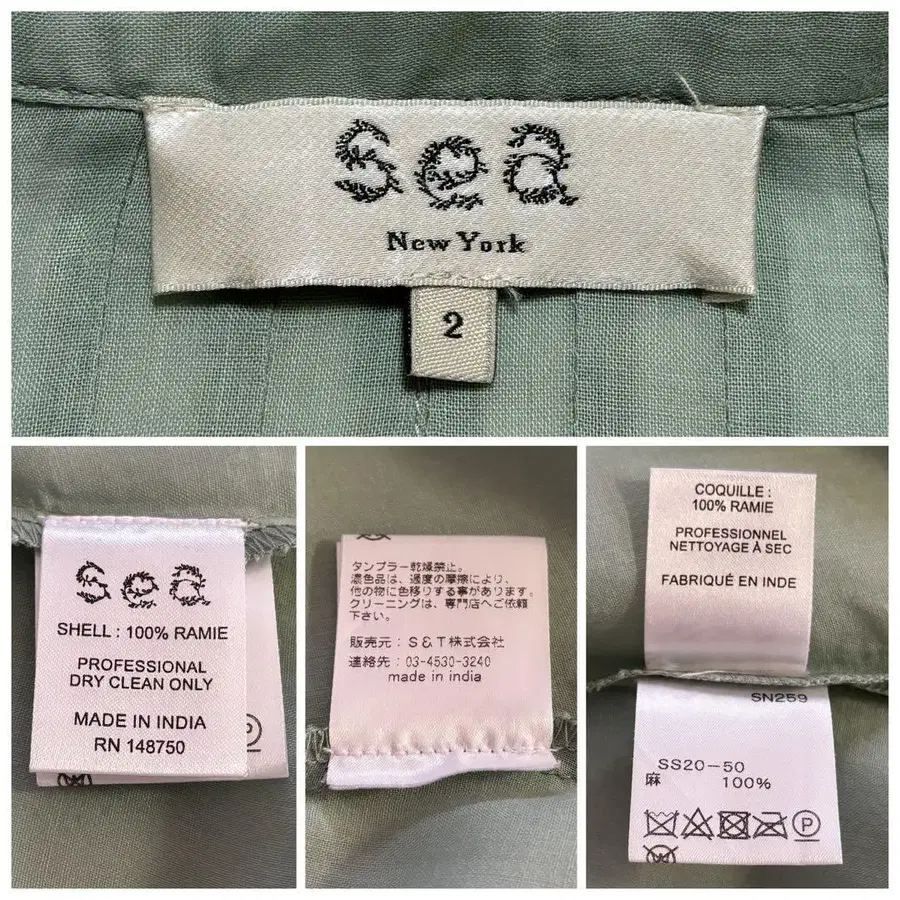 sea
New York
2
sea
SHELL : 100% RAMIE
PROFESSIONAL
DRY CLEAN ONLY
MADE IN INDIA
RN 148750
P
タンブラー乾燥禁止。
濃色品は、過度の摩擦により、
他の物に色移りする事があります。
クリーニングは、専門店へご依頼
下さい。
販売元：S&T株式会社
連絡先：03-4530-3240
made in india
COQUILLE :
100% RAMIE
PROFESSIONNEL
NETTOYAGE À SEC
FABRIQUÉ EN INDE
SN259
SS20-50
麻 100%
P
W